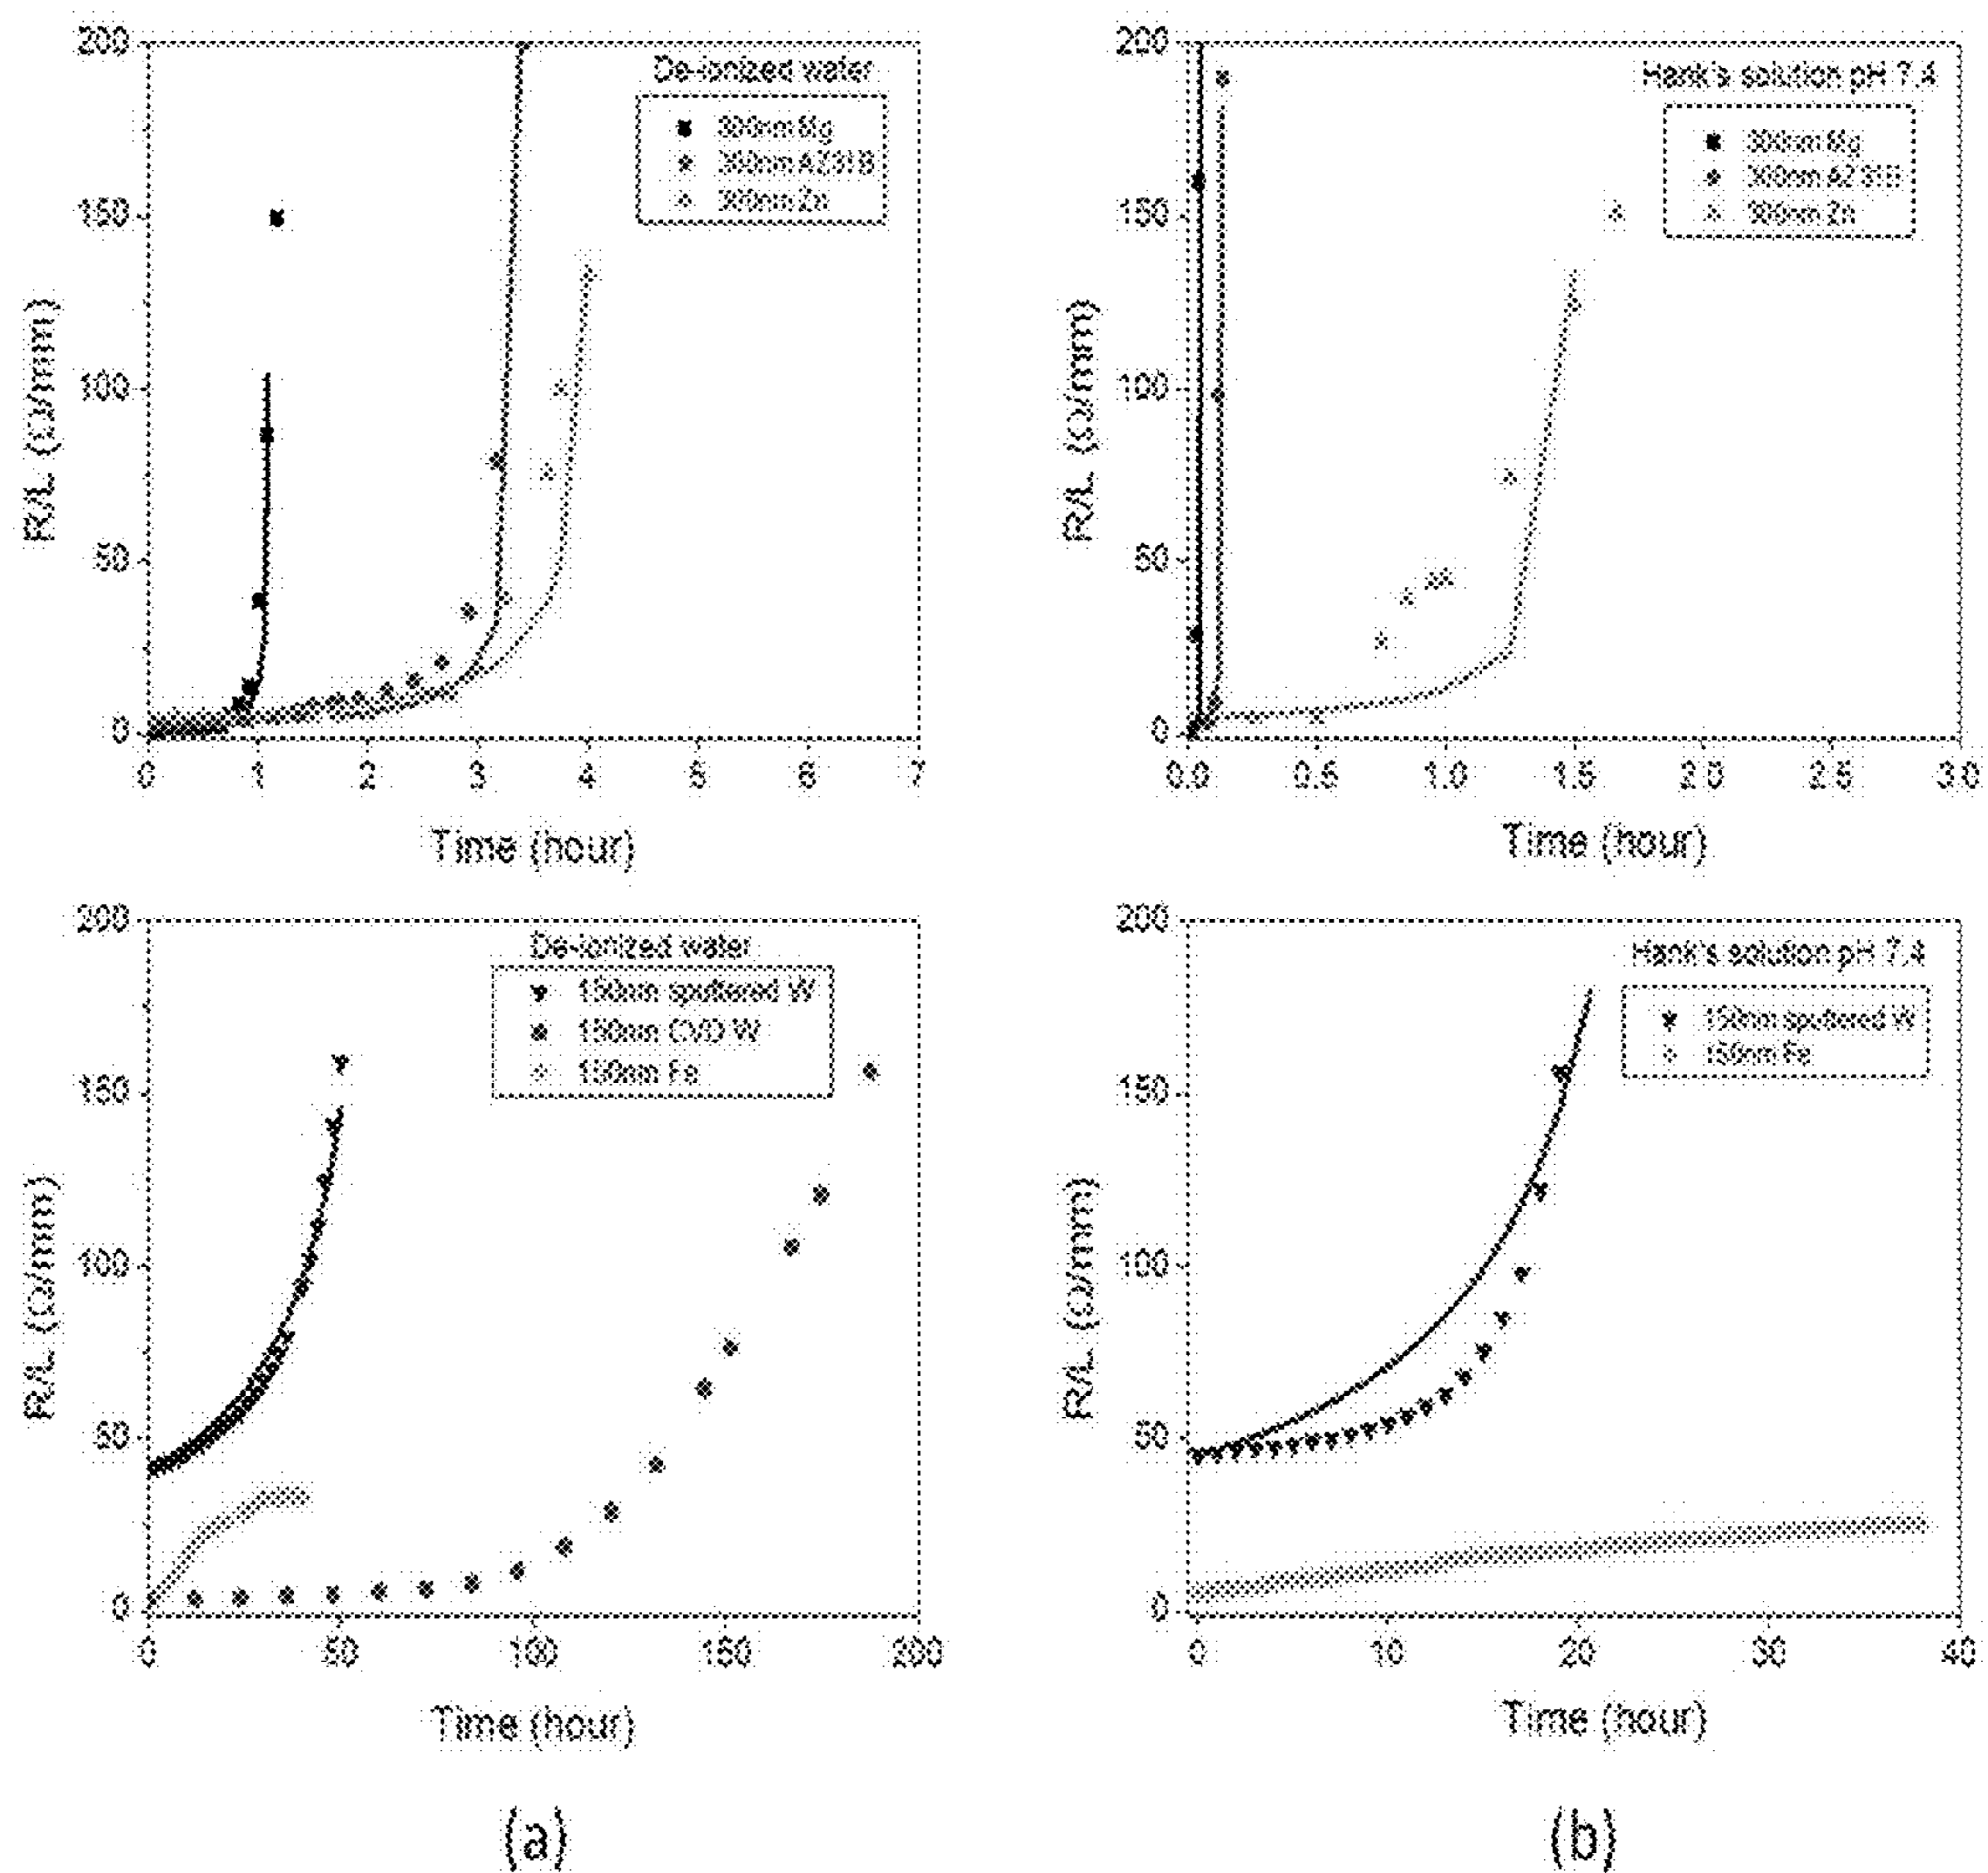 200
150
100
50
0
R/L (Ω/mm)
De-ionized water
300nm Mg
300nm AZ31B
300nm Zn
0 1 2 3 4 5 6 7
Time (hour)
200
150
100
50
0
R/L (Ω/mm)
Hank's solution pH 7.4
300nm Mg
300nm AZ31B
300nm Zn
0.0 0.5 1.0 1.5 2.0 2.5 3.0
Time (hour)
200
150
100
50
0
R/L (Ω/mm)
De-ionized water
150nm sputtered W
150nm CVD W
150nm Fe
0 50 100 150 200
Time (hour)
200
150
100
50
0
R/L (Ω/mm)
Hank's solution pH 7.4
150nm sputtered W
150nm Fe
0 10 20 30 40
Time (hour)
(a)
(b)